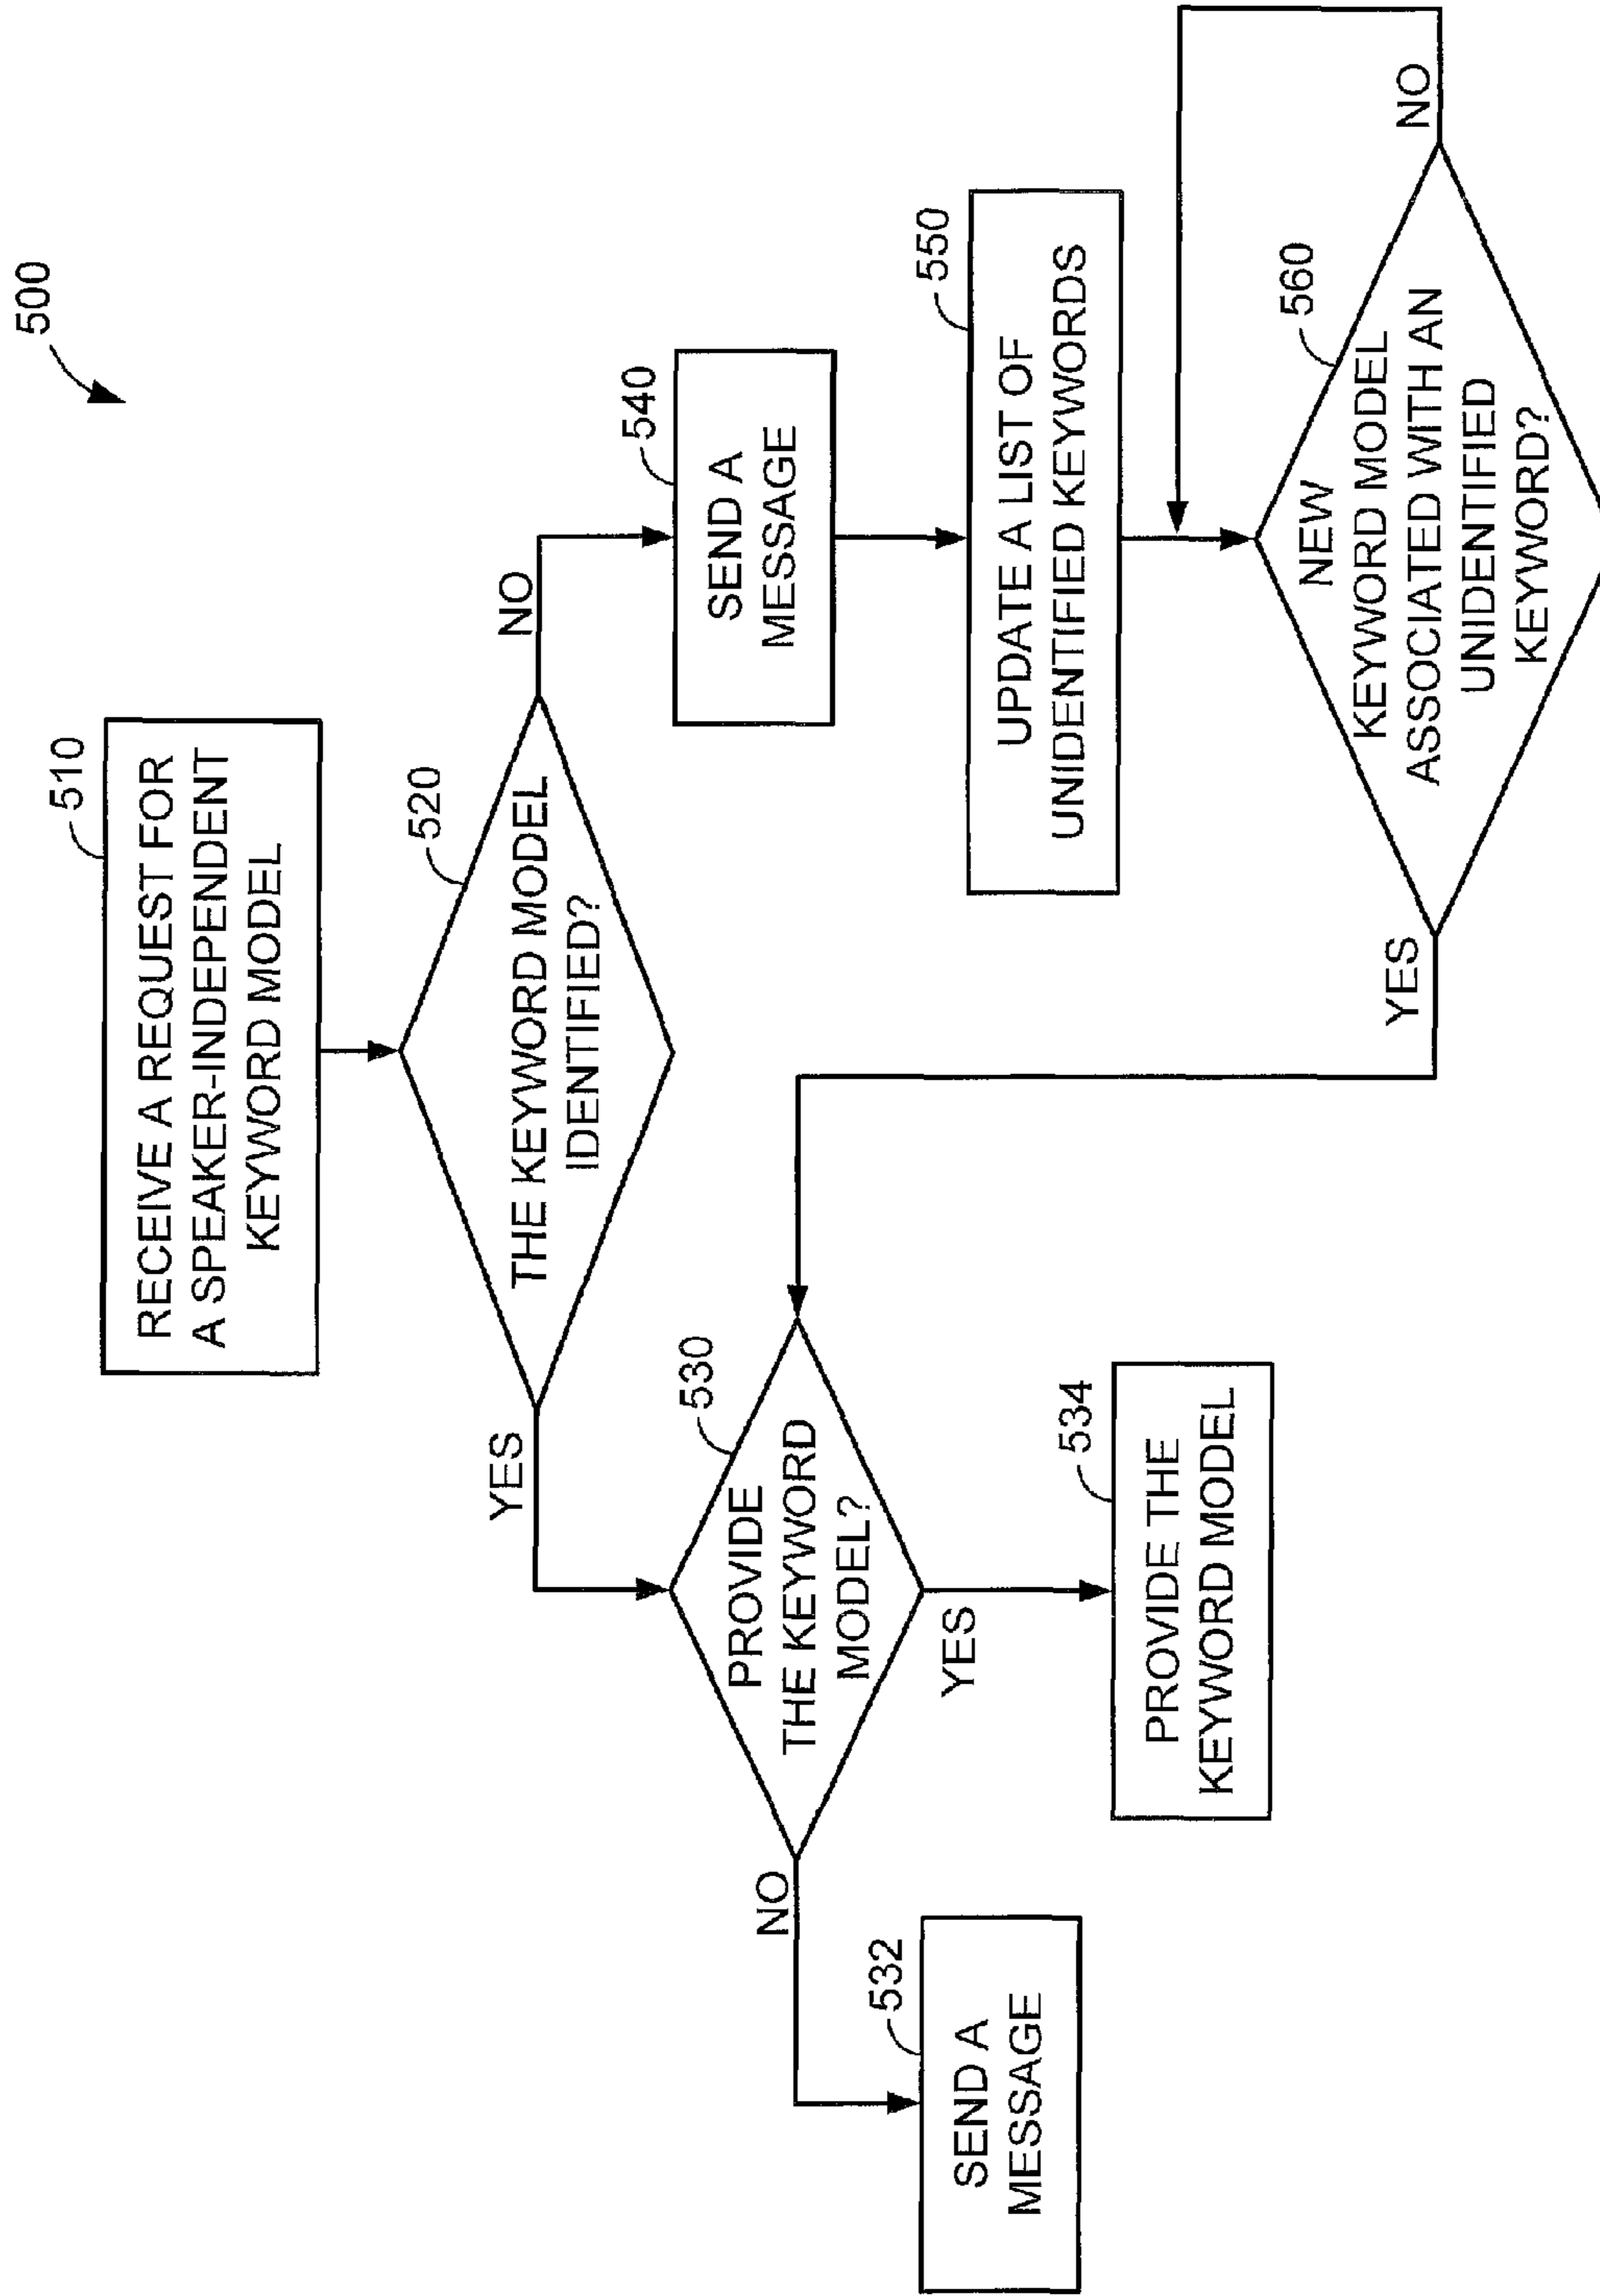 500
510
RECEIVE A REQUEST FOR
A SPEAKER-INDEPENDENT
KEYWORD MODEL
520
THE KEYWORD MODEL
IDENTIFIED?
YES
NO
530
PROVIDE
THE KEYWORD
MODEL?
NO
YES
532
SEND A
MESSAGE
534
PROVIDE THE
KEYWORD MODEL
540
SEND A
MESSAGE
550
UPDATE A LIST OF
UNIDENTIFIED KEYWORDS
560
NEW
KEYWORD MODEL
ASSOCIATED WITH AN
UNIDENTIFIED
KEYWORD?
YES
NO